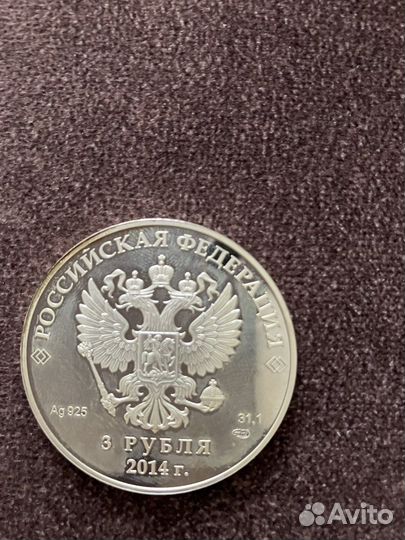 РОССИЙСКАЯ ФЕДЕРАЦИЯ
Ag 925
31,1
3 РУБЛЯ
2014 г.
Avito